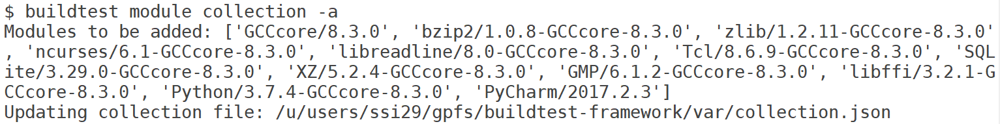 $ buildtest module collection -a
Modules to be added: ['GCCcore/8.3.0', 'bzip2/1.0.8-GCCcore-8.3.0', 'zlib/1.2.11-GCCcore-8.3.0'
, 'ncurses/6.1-GCCcore-8.3.0', 'libreadline/8.0-GCCcore-8.3.0', 'Tcl/8.6.9-GCCcore-8.3.0', 'SQL
ite/3.29.0-GCCcore-8.3.0', 'XZ/5.2.4-GCCcore-8.3.0', 'GMP/6.1.2-GCCcore-8.3.0', 'libffi/3.2.1-G
CCcore-8.3.0', 'Python/3.7.4-GCCcore-8.3.0', 'PyCharm/2017.2.3']
Updating collection file: /u/users/ssi29/gpfs/buildtest-framework/var/collection.json